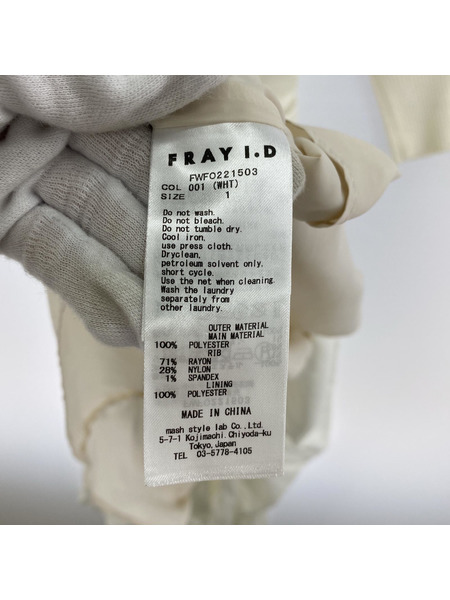 FRAY I.D
FWFO221503
COL 001 (WHT)
SIZE 1
Do not wash.
Do not bleach.
Do not tumble dry.
Cool iron,
use press cloth.
Dryclean,
petroleum solvent only.
short cycle.
Use the net when cleaning.
Wash the laundry
separately from
other laundry.
OUTER MATERIAL
MAIN MATERIAL
100% POLYESTER
RIB
71% RAYON
28% NYLON
1% SPANDEX
LINING
100% POLYESTER
MADE IN CHINA
mash style lab Co., Ltd.
5-7-1 Kojimachi, Chiyoda-ku
Tokyo, Japan
TEL 03-5778-4105